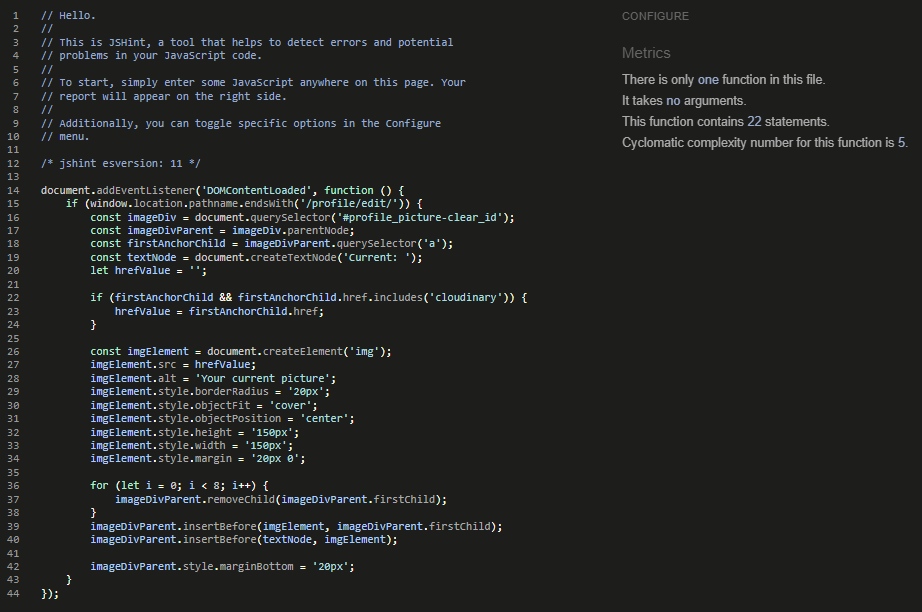 1 // Hello.
2 //
3 // This is JSHint, a tool that helps to detect errors and potential
4 // problems in your JavaScript code.
5 //
6 // To start, simply enter some JavaScript anywhere on this page. Your
7 // report will appear on the right side.
8 //
9 // Additionally, you can toggle specific options in the Configure
10 // menu.
11
12 /* jshint esversion: 11 */
13
14 document.addEventListener('DOMContentLoaded', function () {
15     if (window.location.pathname.endsWith('/profile/edit/')) {
16         const imageDiv = document.querySelector('#profile_picture-clear_id');
17         const imageDivParent = imageDiv.parentNode;
18         const firstAnchorChild = imageDivParent.querySelector('a');
19         const textNode = document.createTextNode('Current: ');
20         let hrefValue = '';
21
22         if (firstAnchorChild && firstAnchorChild.href.includes('cloudinary')) {
23             hrefValue = firstAnchorChild.href;
24         }
25
26         const imgElement = document.createElement('img');
27         imgElement.src = hrefValue;
28         imgElement.alt = 'Your current picture';
29         imgElement.style.borderRadius = '20px';
30         imgElement.style.objectFit = 'cover';
31         imgElement.style.objectPosition = 'center';
32         imgElement.style.height = '150px';
33         imgElement.style.width = '150px';
34         imgElement.style.margin = '20px 0';
35
36         for (let i = 0; i < 8; i++) {
37             imageDivParent.removeChild(imageDivParent.firstChild);
38         }
39         imageDivParent.insertBefore(imgElement, imageDivParent.firstChild);
40         imageDivParent.insertBefore(textNode, imgElement);
41
42         imageDivParent.style.marginBottom = '20px';
43     }
44 });
CONFIGURE
Metrics
There is only one function in this file.
It takes no arguments.
This function contains 22 statements.
Cyclomatic complexity number for this function is 5.